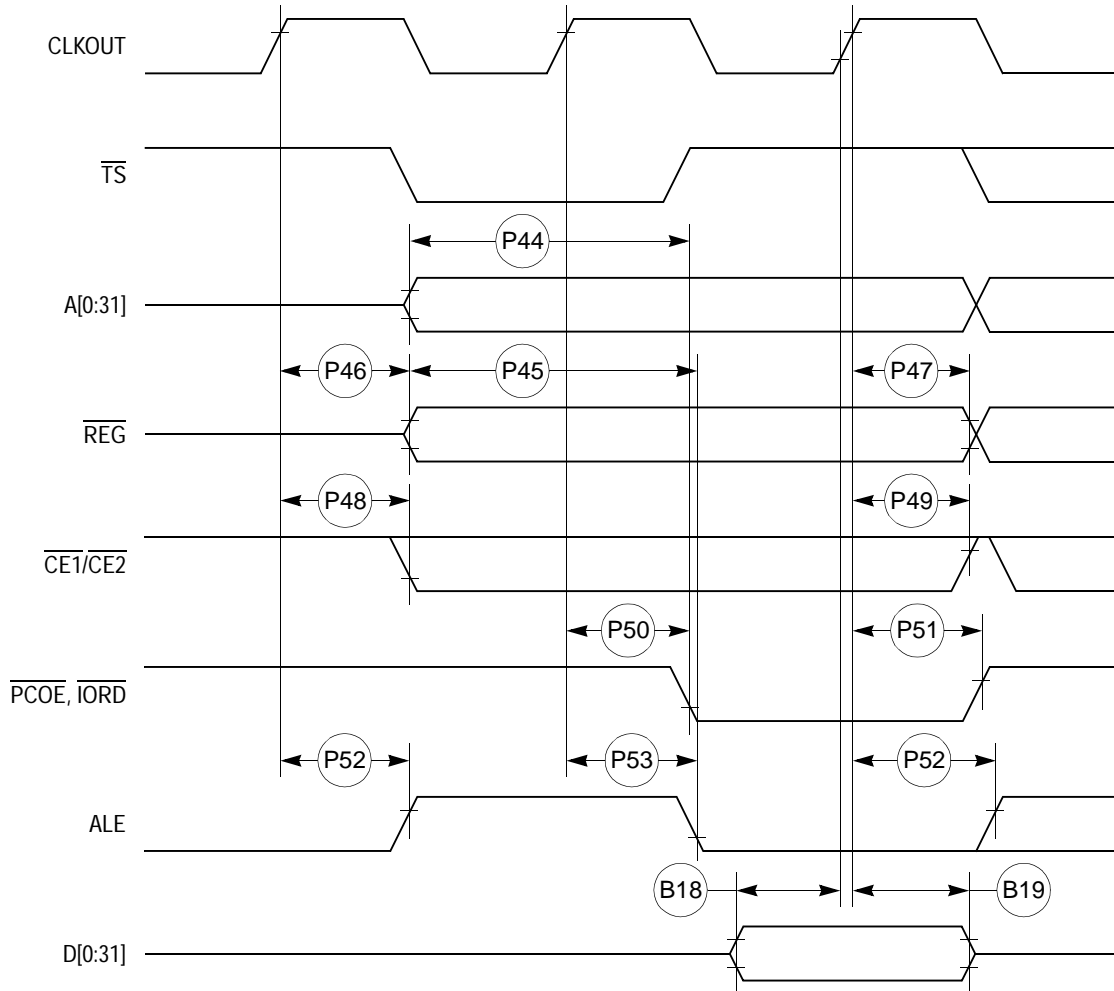 CLKOUT
TS
P44
A[0:31]
P46 P45 P47
REG
P48 P49
CE1/CE2
P50 P51
PCOE, IORD
P52 P53 P52
ALE
B18 B19
D[0:31]